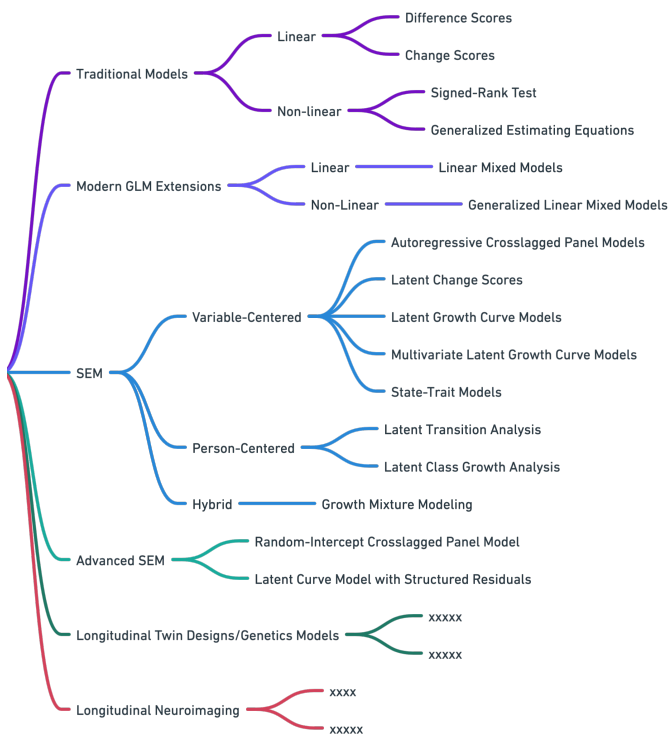 Difference Scores
Linear
Change Scores
Traditional Models
Signed-Rank Test
Non-linear
Generalized Estimating Equations
Linear
Linear Mixed Models
Modern GLM Extensions
Non-Linear
Generalized Linear Mixed Models
Autoregressive Crosslagged Panel Models
Latent Change Scores
Variable-Centered
Latent Growth Curve Models
Multivariate Latent Growth Curve Models
State-Trait Models
SEM
Latent Transition Analysis
Person-Centered
Latent Class Growth Analysis
Hybrid
Growth Mixture Modeling
Random-Intercept Crosslagged Panel Model
Advanced SEM
Latent Curve Model with Structured Residuals
xxxxx
Longitudinal Twin Designs/Genetics Models
xxxxx
xxxx
Longitudinal Neuroimaging
xxxxx